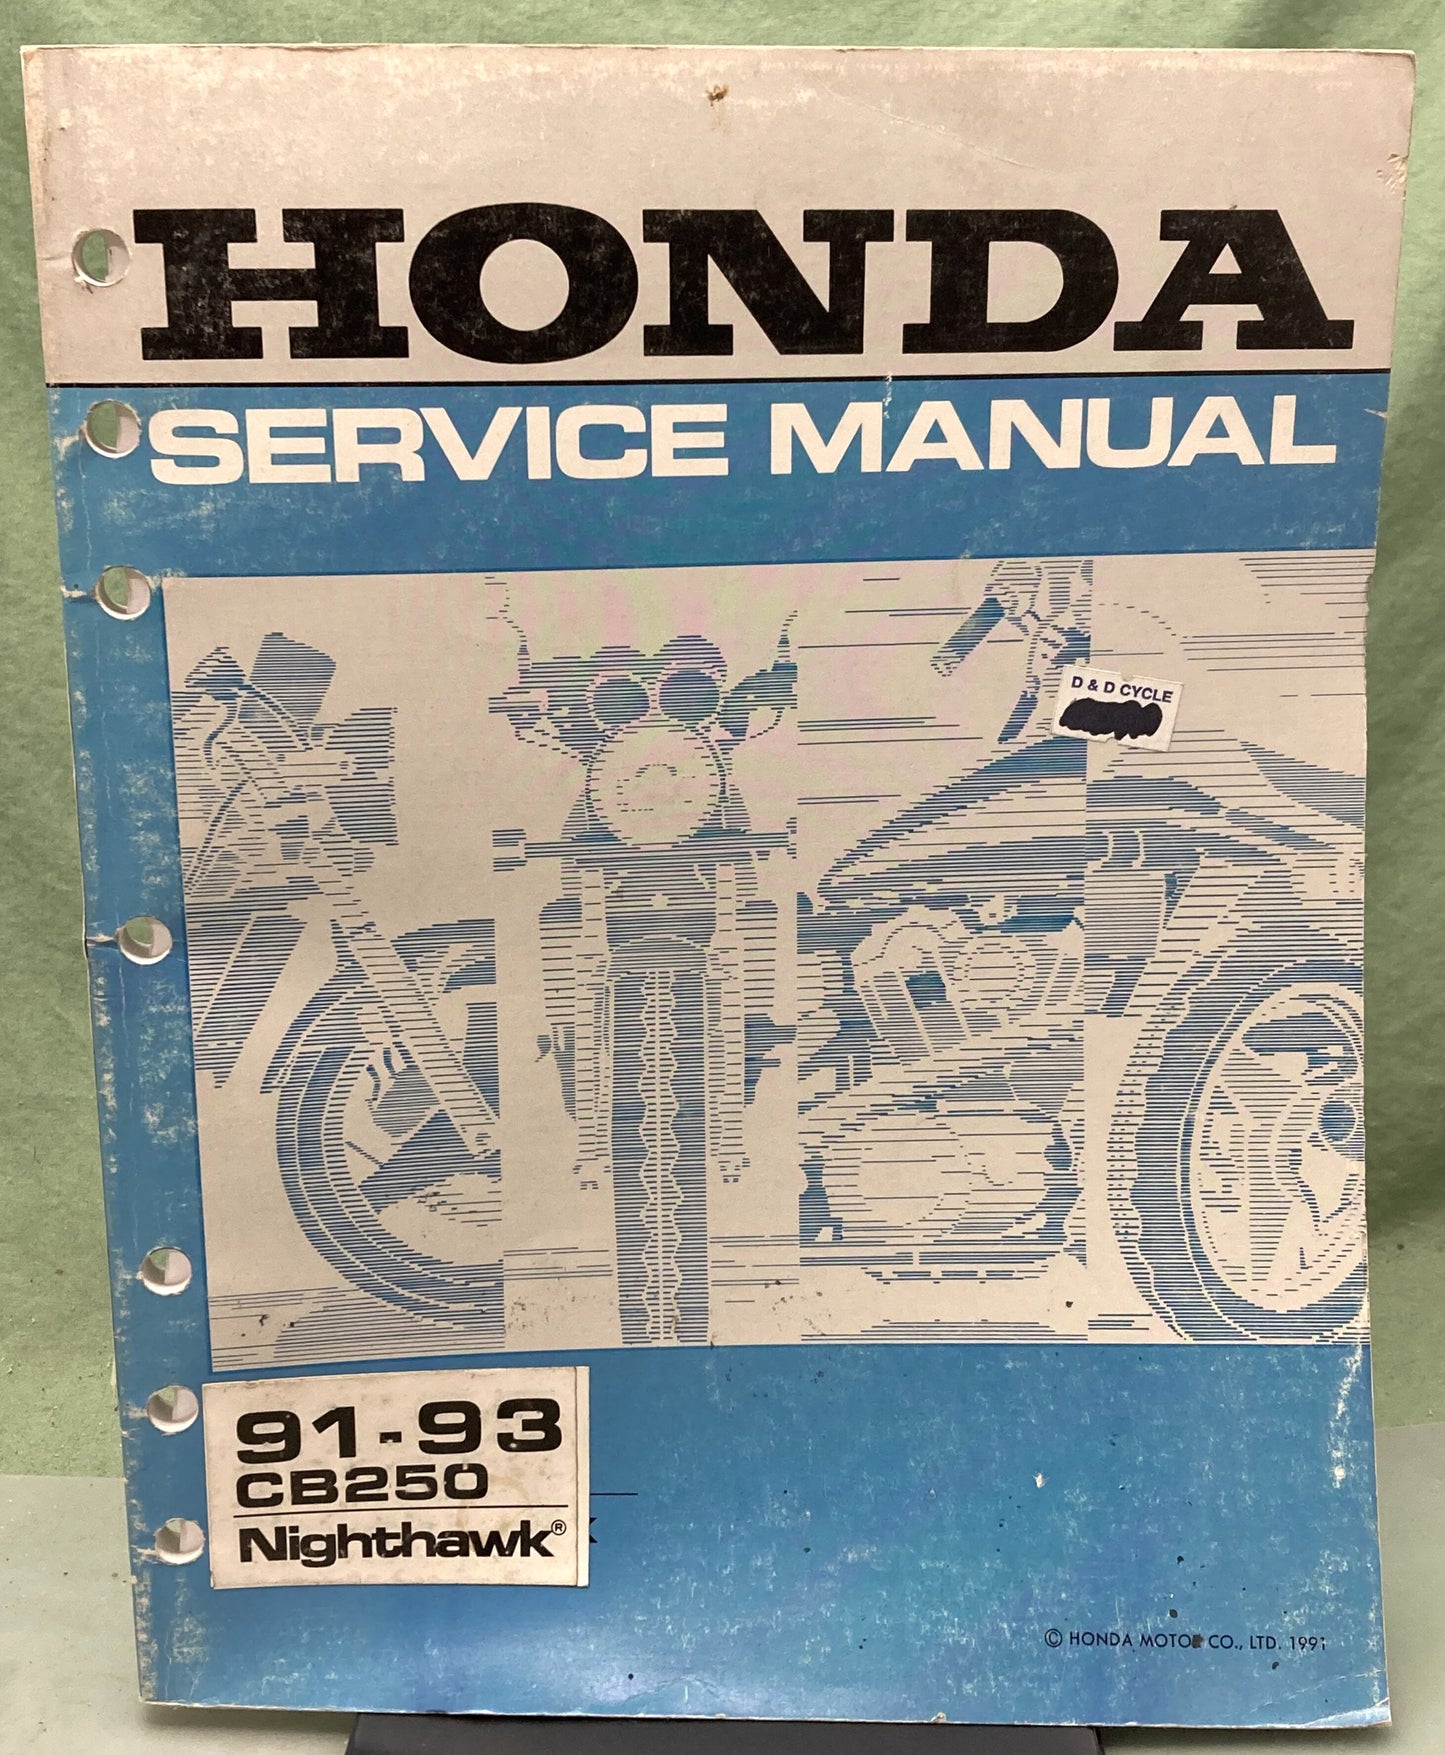 HONDA
SERVICE MANUAL
D & D CYCLE
91-93
CB250
Nighthawk®
K
© HONDA MOTOR CO., LTD. 1991